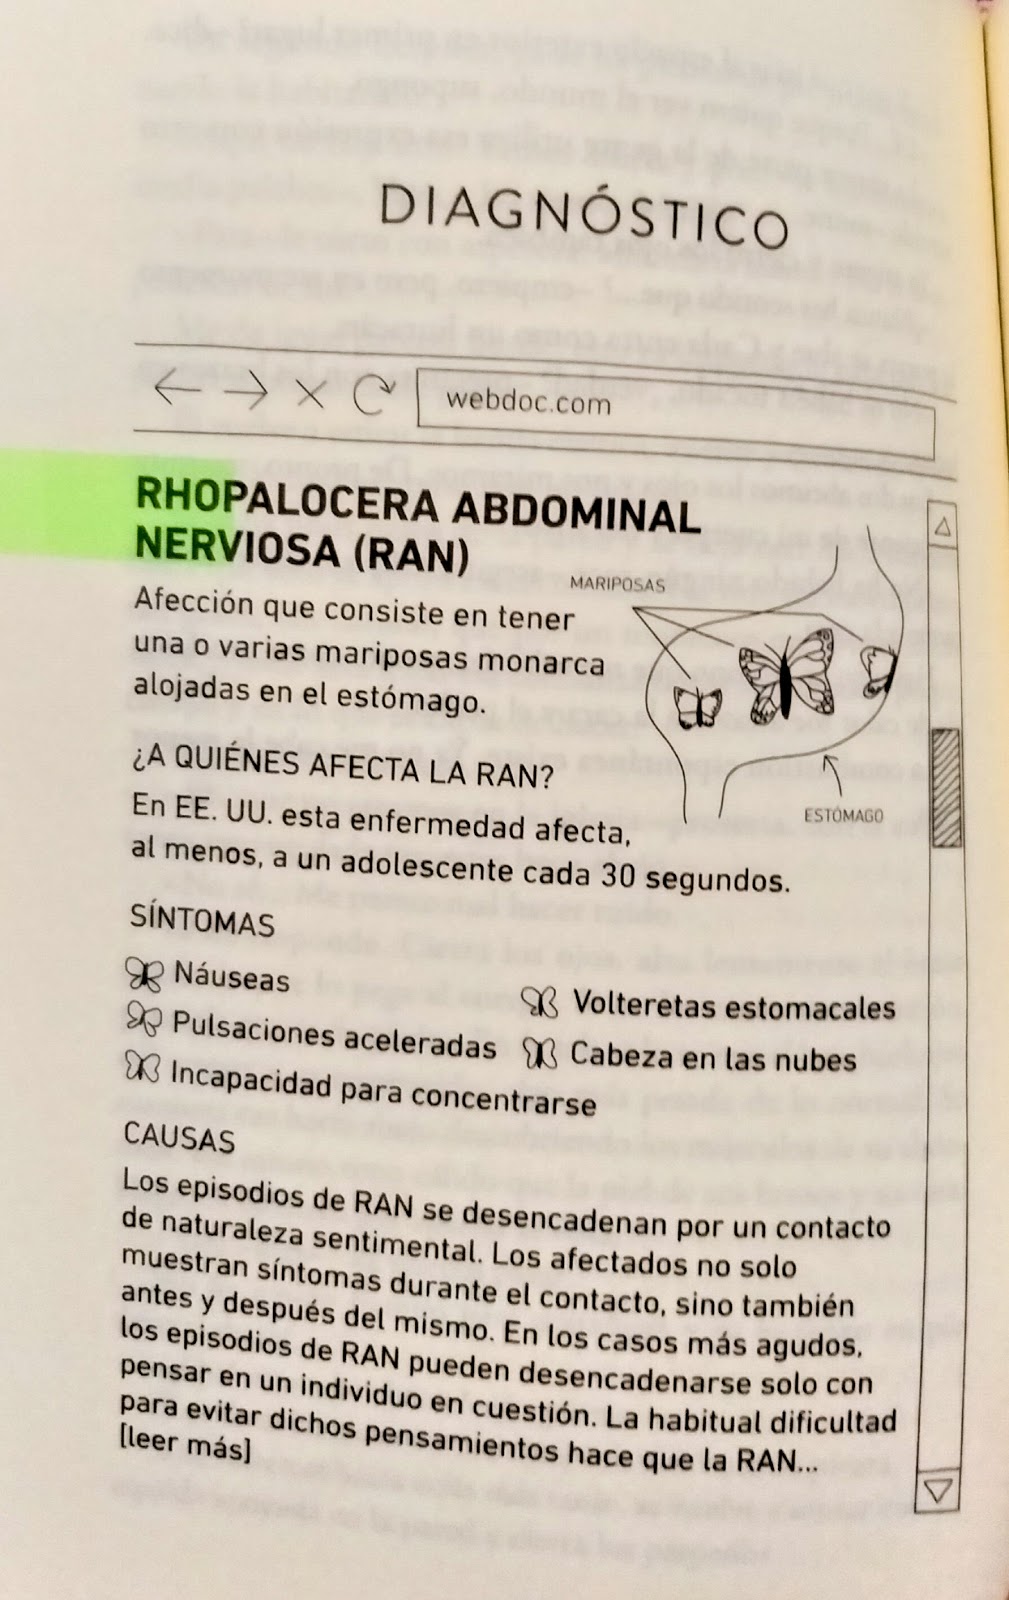 DIAGNÓSTICO
webdoc.com
RHOPALOCERA ABDOMINAL
NERVIOSA (RAN)
MARIPOSAS
Afección que consiste en tener
una o varias mariposas monarca
alojadas en el estómago.
ESTÓMAGO
¿A QUIÉNES AFECTA LA RAN?
En EE. UU. esta enfermedad afecta,
al menos, a un adolescente cada 30 segundos.
SÍNTOMAS
Náuseas
Pulsaciones aceleradas
Incapacidad para concentrarse
Volteretas estomacales
Cabeza en las nubes
CAUSAS
Los episodios de RAN se desencadenan por un contacto
de naturaleza sentimental. Los afectados no solo
muestran síntomas durante el contacto, sino también
antes y después del mismo. En los casos más agudos,
los episodios de RAN pueden desencadenarse solo con
pensar en un individuo en cuestión. La habitual dificultad
para evitar dichos pensamientos hace que la RAN...
[leer más]